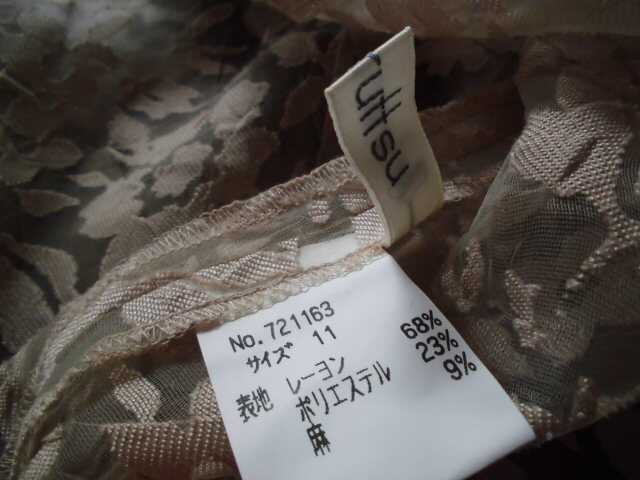 ruttsu
No.721163
サイズ 11
表地 レーヨン 68%
ポリエステル 23%
麻 9%